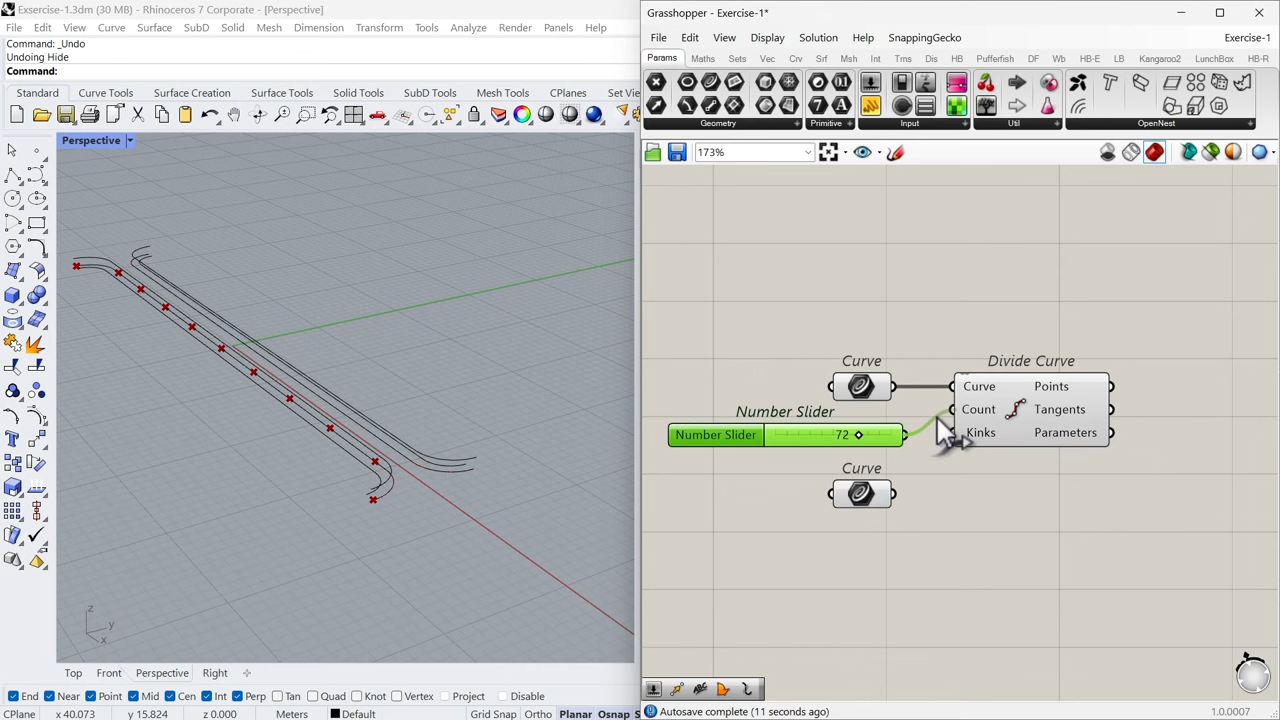 Exsercise-1.3dm (30 MB) - Rhinoceros 7 Corporate - [Perspective]
File Edit View Curve Surface SubD Solid Mesh Dimension Transform Tools Analyze Render Panels Help
Command: _Undo
Undoing Hide
Command:
Standard Curve Tools Surface Creation Surface Tools Solid Tools SubD Tools Mesh Tools CPlanes Set Vie
Perspective
z
y
x
Top Front Perspective Right
End Near Point Mid Cen Int Perp Tan Quad Knot Vertex Project Disable
CPlane x 40.073 y 15.824 z 0.000 Meters Default Grid Snap Ortho Planar Osnap S
Grasshopper - Exercise-1*
File Edit View Display Solution Help SnappingGecko Exercise-1
Params Maths Sets Vec Crv Srf Msh Int Trns Dis HB Pufferfish DF Wb HB-E Kangaroo2 LunchBox HB-R
Geometry Primitive Input Util OpenNest
173%
Curve
Divide Curve
Curve Points
Count Tangents
Kinks Parameters
Number Slider
Number Slider 72
Curve
Autosave complete (11 seconds ago) 1.0.0007